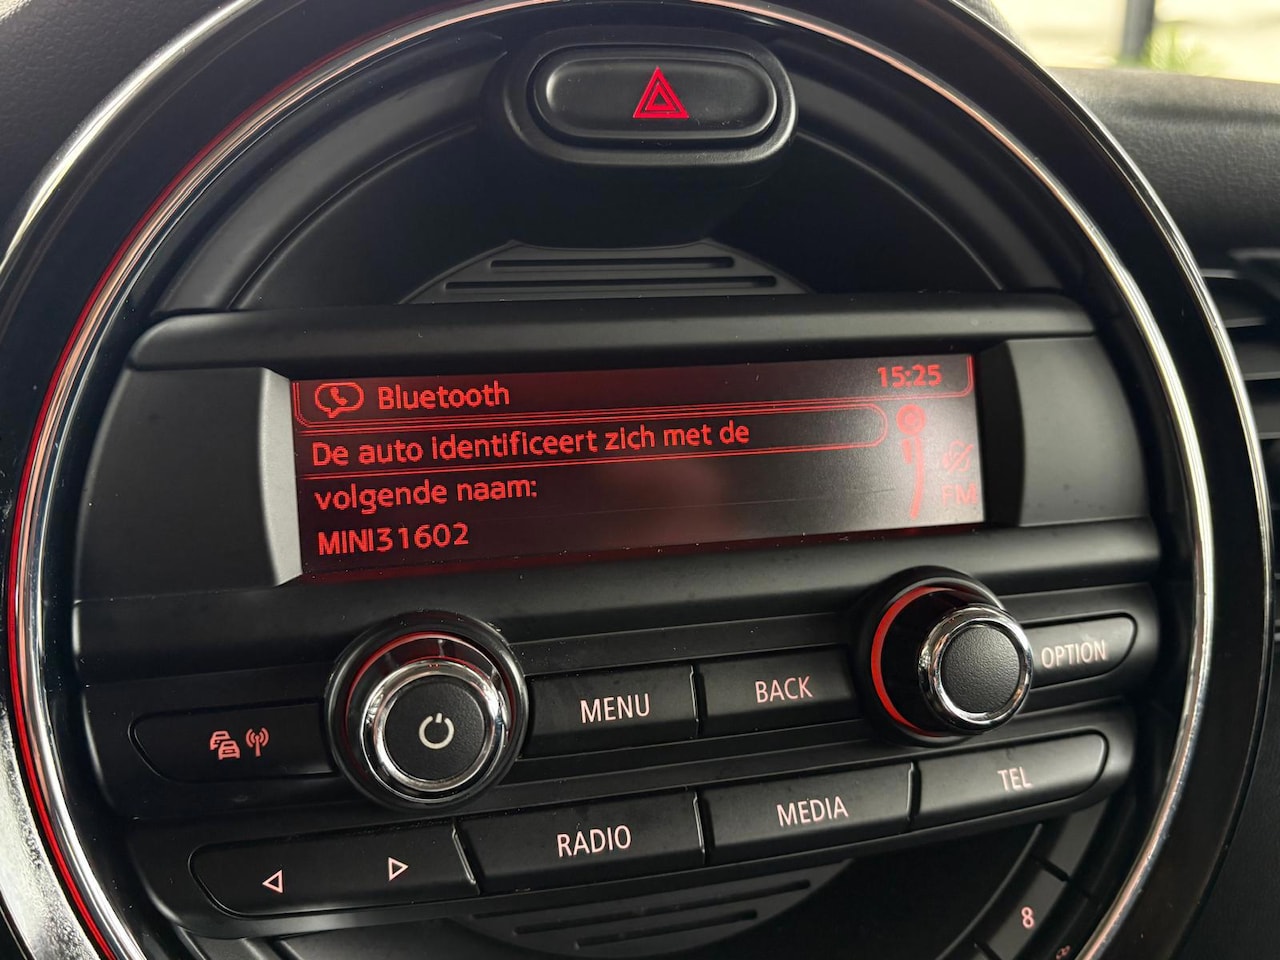 Bluetooth 15:25
De auto identificeert zich met de
volgende naam:
FM
MINI31602
OPTION
MENU BACK
TEL
RADIO MEDIA
8